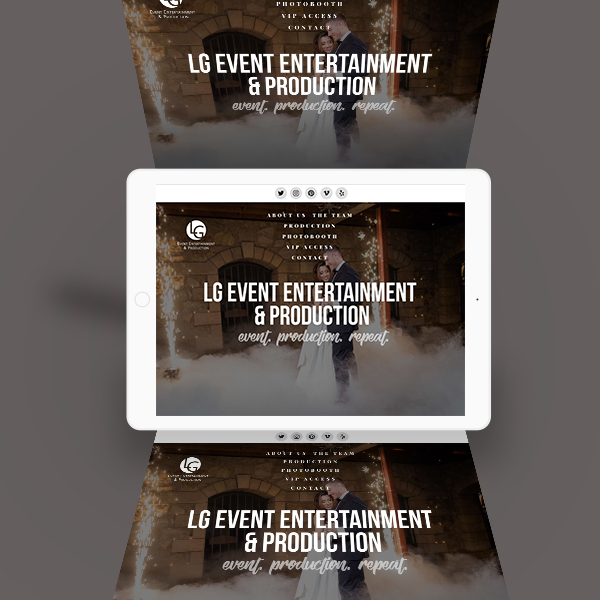 PHOTOBOOTH
VIP ACCESS
CONTACT
EVENT ENTERTAINMENT
& PRODUCTION
LG EVENT ENTERTAINMENT
& PRODUCTION
event. production. repeat.
ABOUT US THE TEAM
PRODUCTION
PHOTOBOOTH
VIP ACCESS
CONTACT
LG
EVENT ENTERTAINMENT
& PRODUCTION
LG EVENT ENTERTAINMENT
& PRODUCTION
event. production. repeat.
ABOUT US THE TEAM
PRODUCTION
PHOTOBOOTH
VIP ACCESS
CONTACT
LG
EVENT ENTERTAINMENT
& PRODUCTION
LG EVENT ENTERTAINMENT
& PRODUCTION
event. production. repeat.